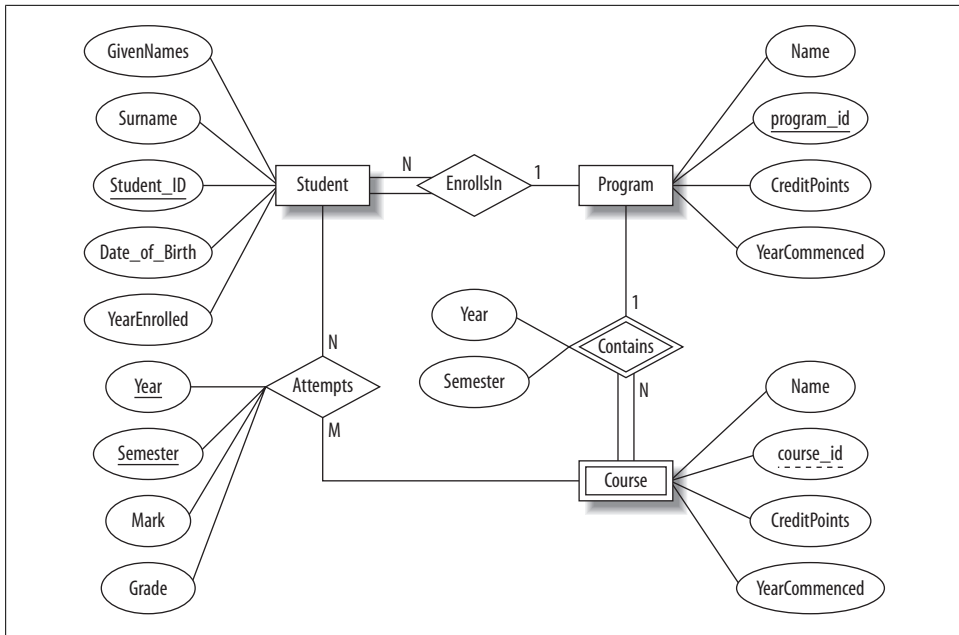 GivenNames
Surname
Student_ID
Date_of_Birth
YearEnrolled
Student
N
EnrollsIn
1
Program
Name
program_id
CreditPoints
YearCommenced
N
Attempts
M
Year
Semester
Mark
Grade
Year
Semester
1
Contains
N
Course
Name
course_id
CreditPoints
YearCommenced